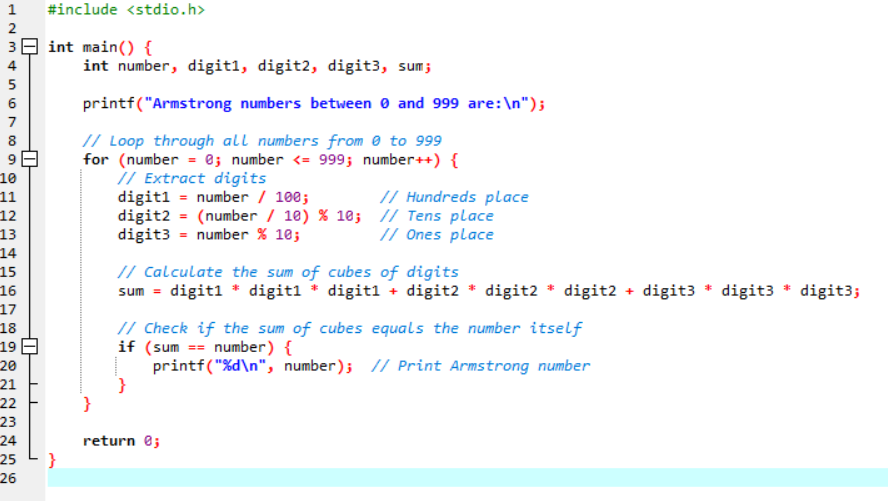 1 #include <stdio.h>
2
3 int main() {
4     int number, digit1, digit2, digit3, sum;
5
6     printf("Armstrong numbers between 0 and 999 are:\n");
7
8     // Loop through all numbers from 0 to 999
9     for (number = 0; number <= 999; number++) {
10         // Extract digits
11         digit1 = number / 100;        // Hundreds place
12         digit2 = (number / 10) % 10;  // Tens place
13         digit3 = number % 10;         // Ones place
14
15         // Calculate the sum of cubes of digits
16         sum = digit1 * digit1 * digit1 + digit2 * digit2 * digit2 + digit3 * digit3 * digit3;
17
18         // Check if the sum of cubes equals the number itself
19         if (sum == number) {
20             printf("%d\n", number);  // Print Armstrong number
21         }
22     }
23
24     return 0;
25 }
26